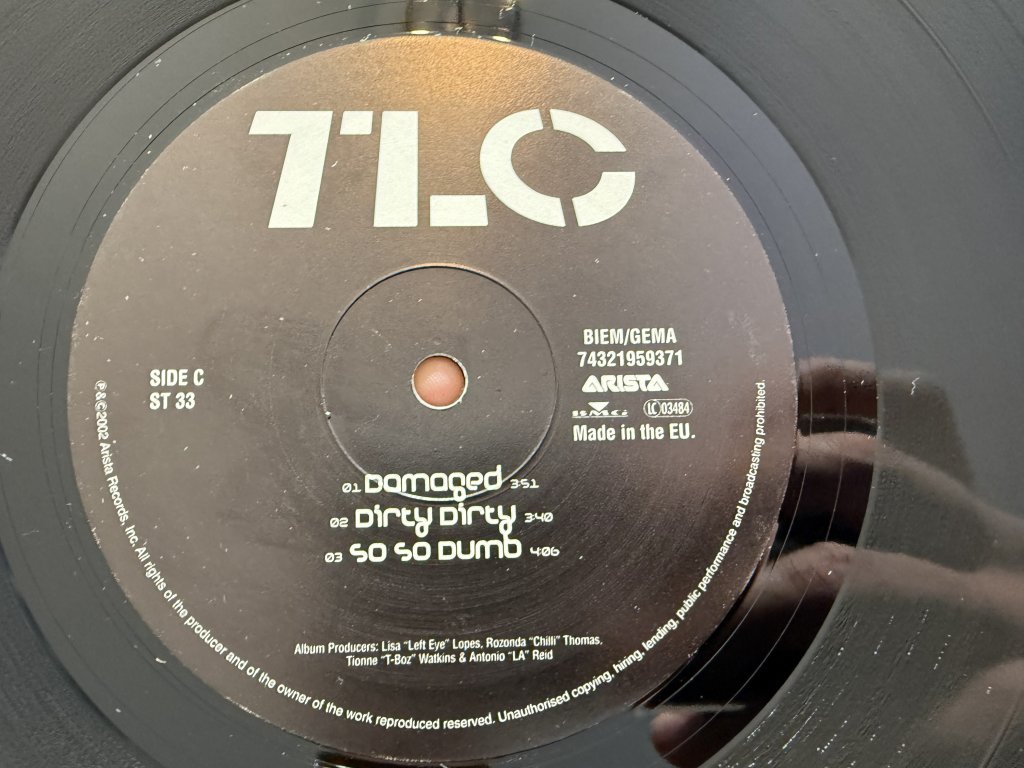 TLC
SIDE C
ST 33
BIEM/GEMA
74321959371
ARISTA
BMG LC 03484
Made in the EU.
01 Damaged 3:51
02 Dirty Dirty 3:40
03 So So Dumb 4:06
Album Producers: Lisa "Left Eye" Lopes, Rozonda "Chilli" Thomas,
Tionne "T-Boz" Watkins & Antonio "LA" Reid
℗&©2002 Arista Records, Inc. All rights of the producer and of the owner of the work reproduced reserved. Unauthorised copying, hiring, lending, public performance and broadcasting prohibited.